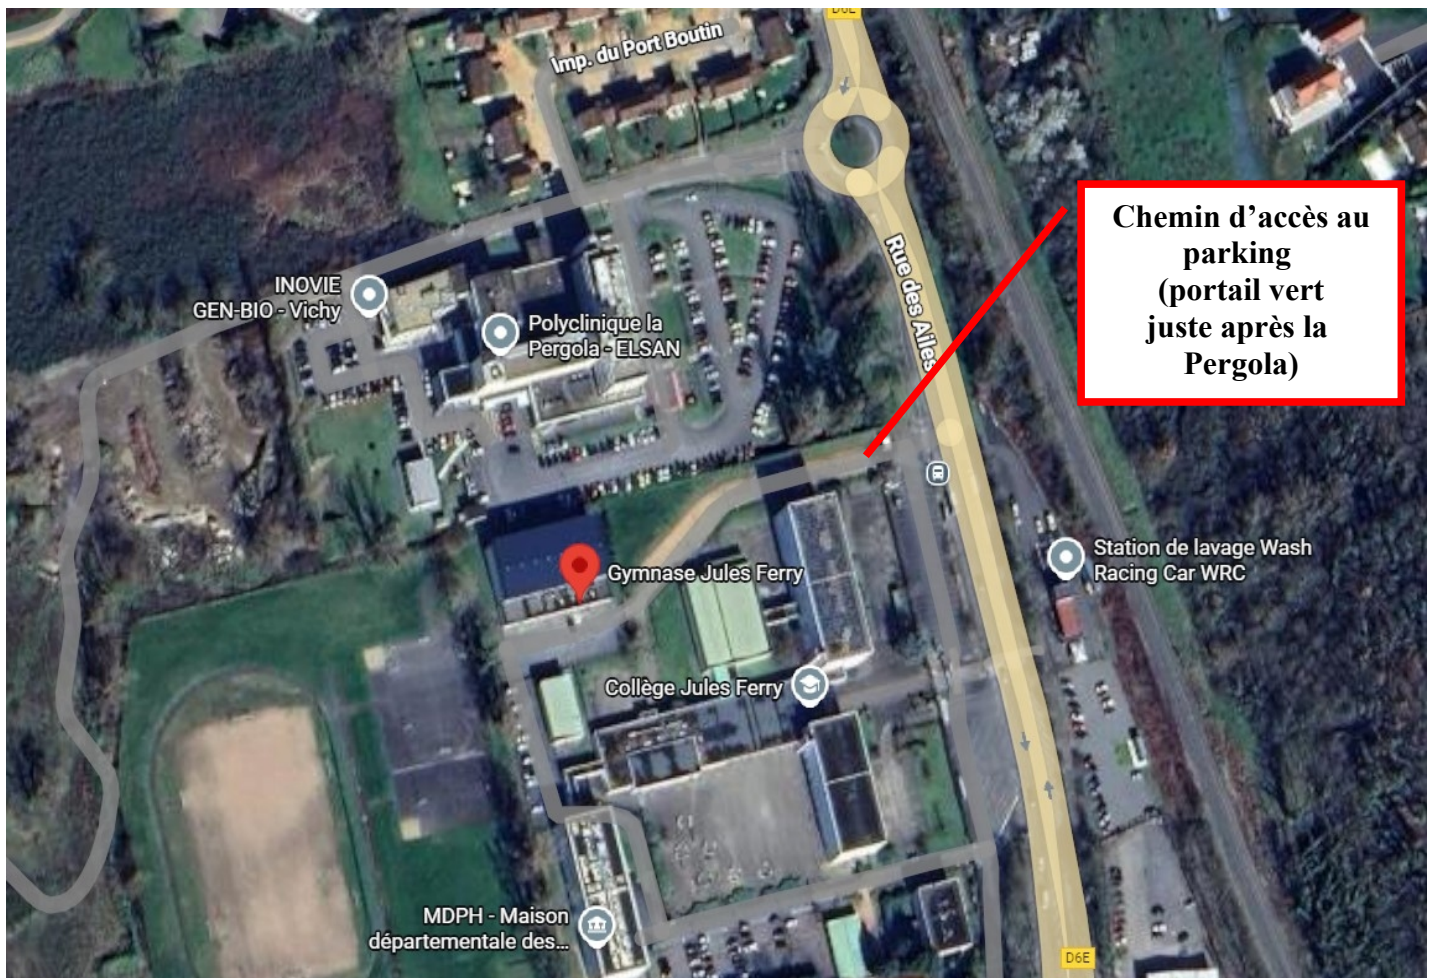 D6E
Imp. du Port Boutin
Chemin d’accès au
parking
(portail vert
juste après la
Pergola)
Rue des Ailes
INOVIE
GEN-BIO - Vichy
Polyclinique la
Pergola - ELSAN
Station de lavage Wash
Racing Car WRC
Gymnase Jules Ferry
Collège Jules Ferry
MDPH - Maison
départementale des...
D6E